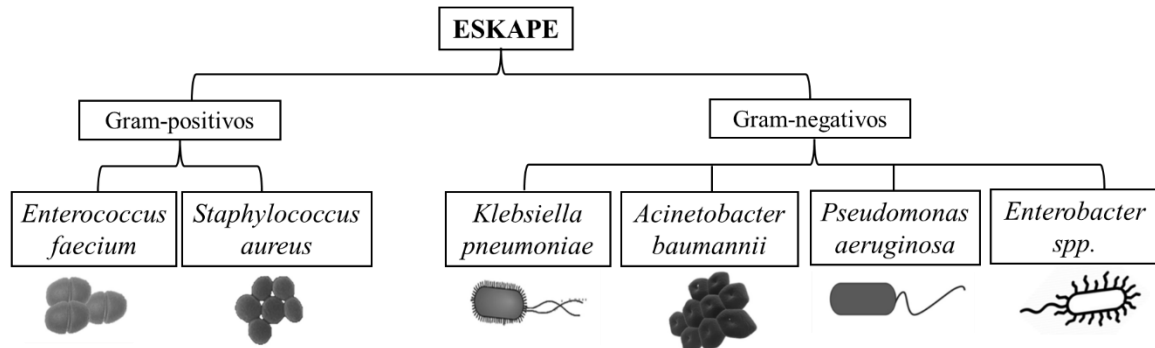 ESKAPE
Gram-positivos
Gram-negativos
Enterococcus
faecium
Staphylococcus
aureus
Klebsiella
pneumoniae
Acinetobacter
baumannii
Pseudomonas
aeruginosa
Enterobacter
spp.